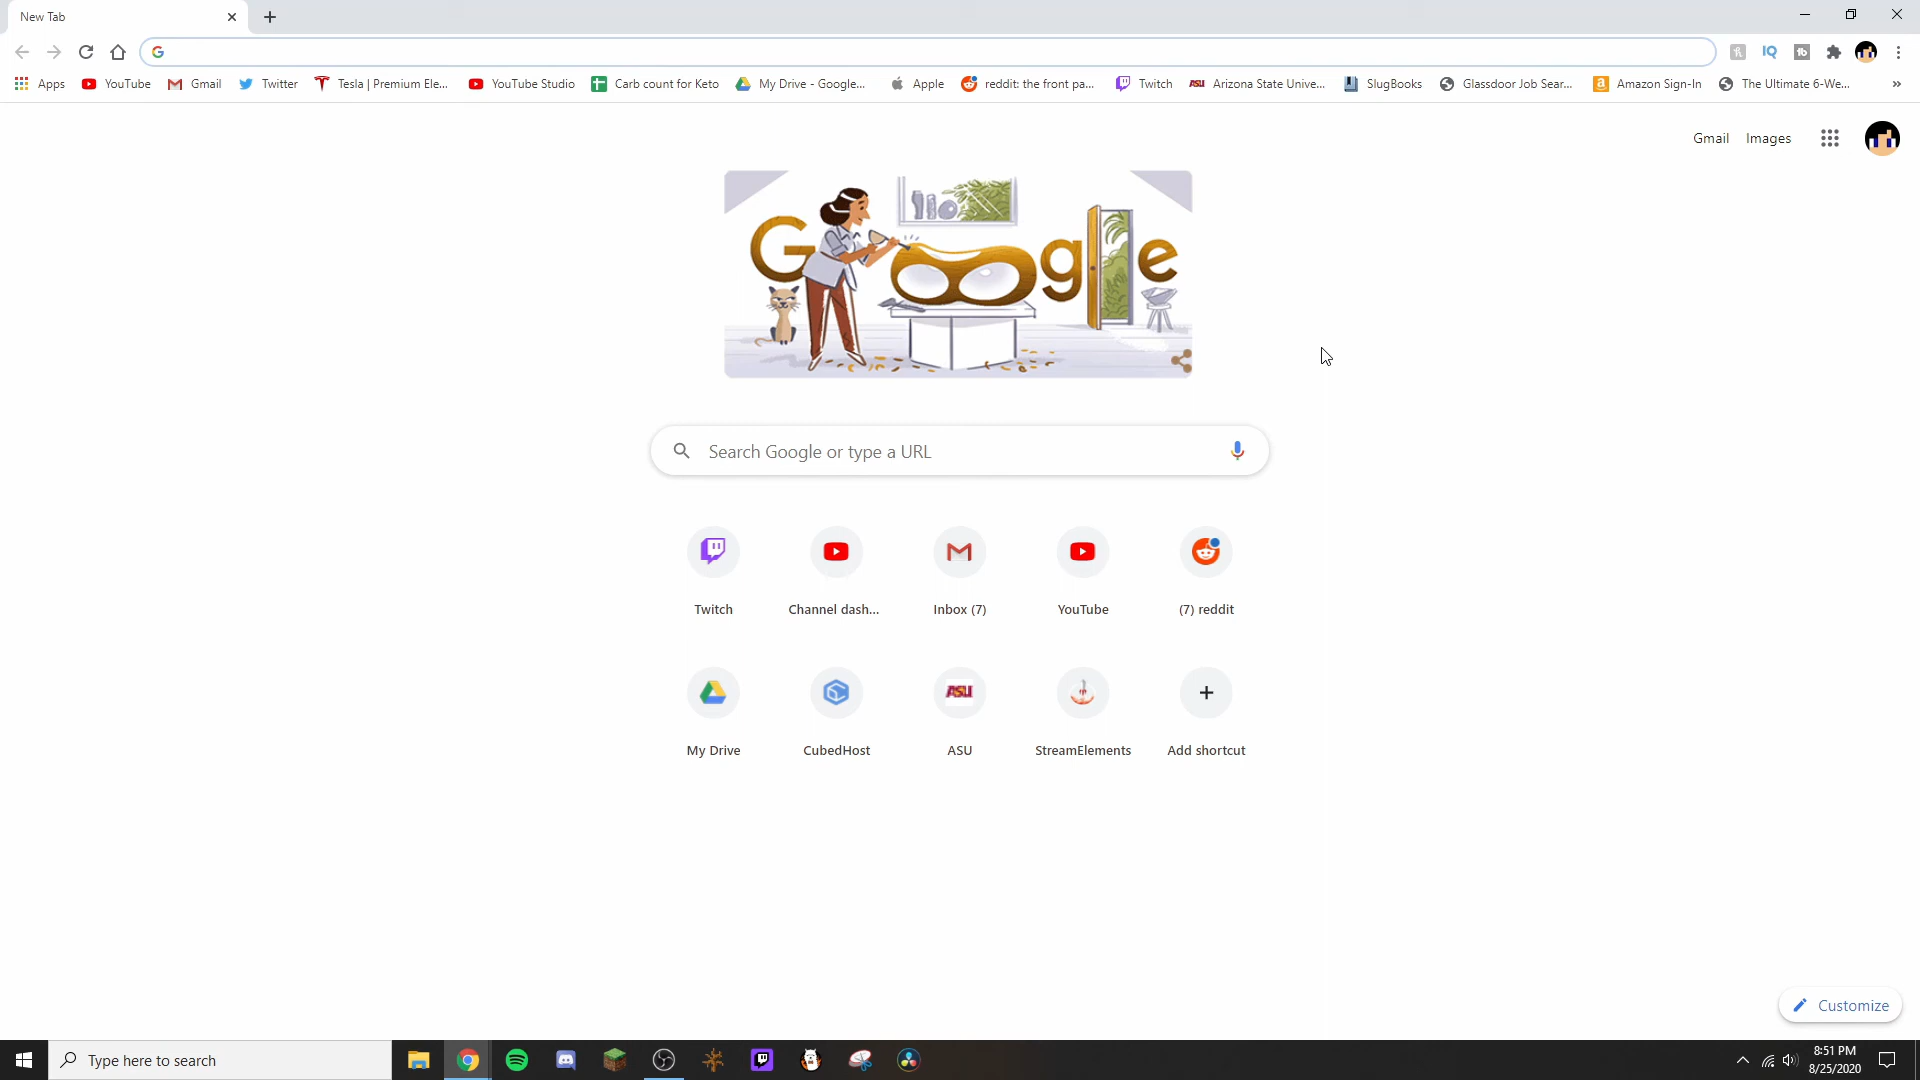 New Tab
Apps YouTube Gmail Twitter Tesla | Premium Ele... YouTube Studio Carb count for Keto My Drive - Google... Apple reddit: the front pa... Twitch ASU Arizona State Unive... SlugBooks Glassdoor Job Sear... Amazon Sign-In The Ultimate 6-We... »
Gmail Images
Google
Search Google or type a URL
Twitch Channel dash... Inbox (7) YouTube (7) reddit
ASU
My Drive CubedHost ASU StreamElements Add shortcut
Customize
Type here to search
8:51 PM
8/25/2020